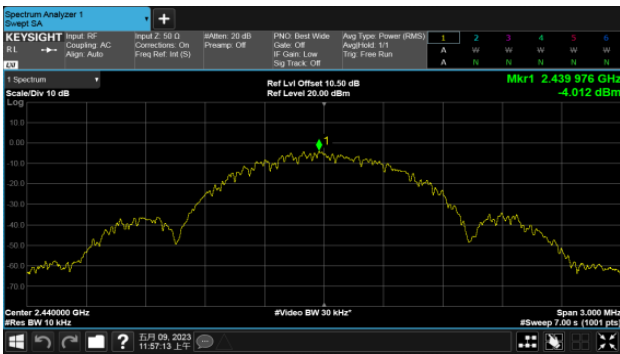 Spectrum Analyzer 1
Swept SA
KEYSIGHT
RL
LXI
Input: RF
Coupling: AC
Align: Auto
Input Z: 50 Ω
Corrections: On
Freq Ref: Int (S)
#Atten: 20 dB
Preamp: Off
PNO: Best Wide
Gate: Off
IF Gain: Low
Sig Track: Off
Avg Type: Power (RMS)
Avg|Hold: 1/1
Trig: Free Run
1 2 3 4 5 6
A W W W W W
A N N N N N
1 Spectrum
Scale/Div 10 dB
Ref Lvl Offset 10.50 dB
Ref Level 20.00 dBm
Mkr1 2.439 976 GHz
-4.012 dBm
Log
10.0
0.00
-10.0
-20.0
-30.0
-40.0
-50.0
-60.0
-70.0
1
Center 2.440000 GHz
#Res BW 10 kHz
#Video BW 30 kHz*
Span 3.000 MHz
#Sweep 7.00 s (1001 pts)
?
五月 09, 2023
11:57:13 上午